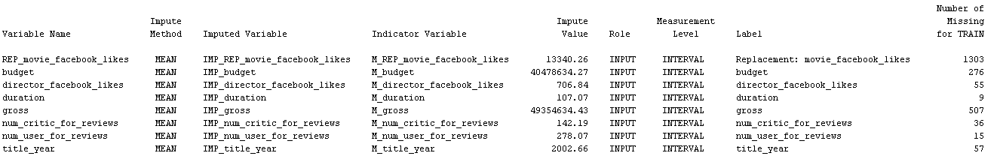 Number of
Impute Impute Measurement Missing
Variable Name Method Imputed Variable Indicator Variable Value Role Level Label for TRAIN
REP_movie_facebook_likes MEAN IMP_REP_movie_facebook_likes M_REP_movie_facebook_likes 13340.26 INPUT INTERVAL Replacement: movie_facebook_likes 1303
budget MEAN IMP_budget M_budget 40478634.27 INPUT INTERVAL budget 276
director_facebook_likes MEAN IMP_director_facebook_likes M_director_facebook_likes 706.84 INPUT INTERVAL director_facebook_likes 55
duration MEAN IMP_duration M_duration 107.07 INPUT INTERVAL duration 9
gross MEAN IMP_gross M_gross 49354634.43 INPUT INTERVAL gross 507
num_critic_for_reviews MEAN IMP_num_critic_for_reviews M_num_critic_for_reviews 142.19 INPUT INTERVAL num_critic_for_reviews 36
num_user_for_reviews MEAN IMP_num_user_for_reviews M_num_user_for_reviews 278.07 INPUT INTERVAL num_user_for_reviews 15
title_year MEAN IMP_title_year M_title_year 2002.66 INPUT INTERVAL title_year 57